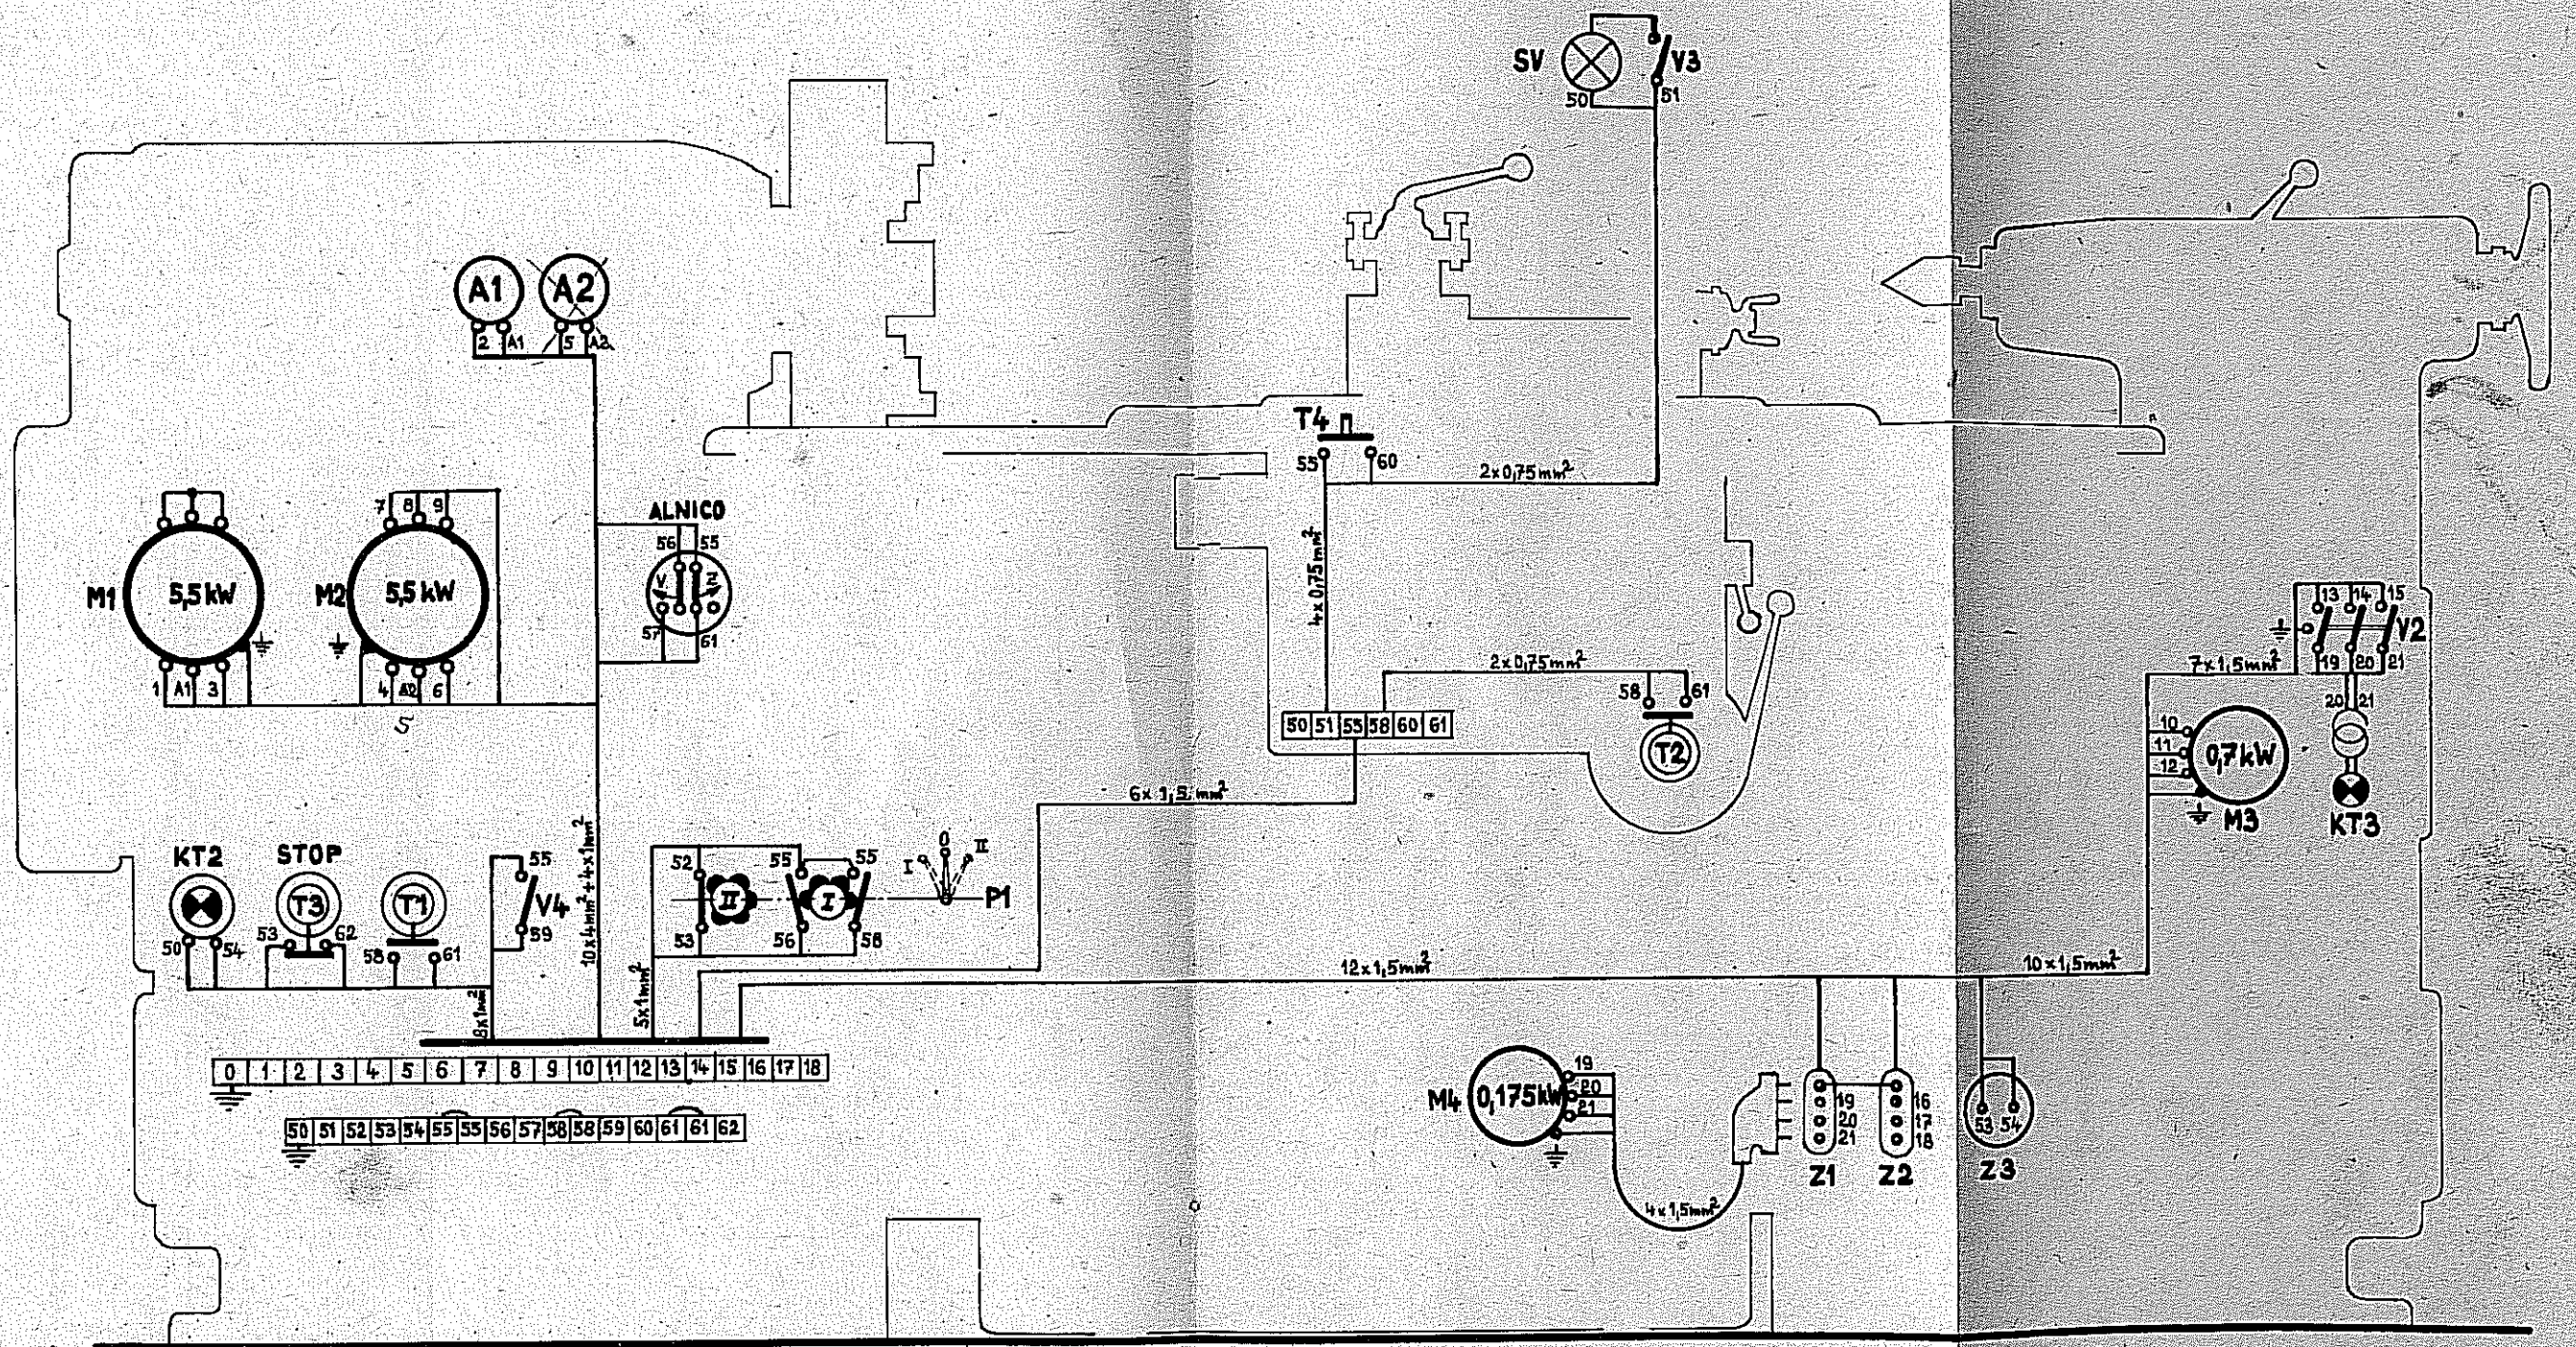 SV
V3
50
51
A1
A2
2
A1
5
A2
T4
55
60
2x0,75mm²
7
8
9
ALNICO
56
55
V
Z
57
61
M1
5,5 kW
M2
5,5 kW
1
A1
3
4
A2
6
5
4x0,75mm²
2x0,75mm²
58
61
T2
50 51 55 58 60 61
13
14
15
V2
19
20
21
7x1,5mm²
20
21
10
11
12
0,7kW
M3
KT3
6x1,5 mm²
KT2
STOP
T3
T1
50
54
53
62
58
61
55
V4
59
8x1mm²
10x4mm²+4x1mm²
5x1mm²
52
55
55
II
I
53
56
58
I
0
II
P1
12x1,5mm²
10x1,5mm²
0 1 2 3 4 5 6 7 8 9 10 11 12 13 14 15 16 17 18
50 51 52 53 54 55 55 56 57 58 58 59 60 61 61 62
M4
0,175kW
19
20
21
4x1,5mm²
19
20
21
Z1
16
17
18
Z2
53
54
Z3